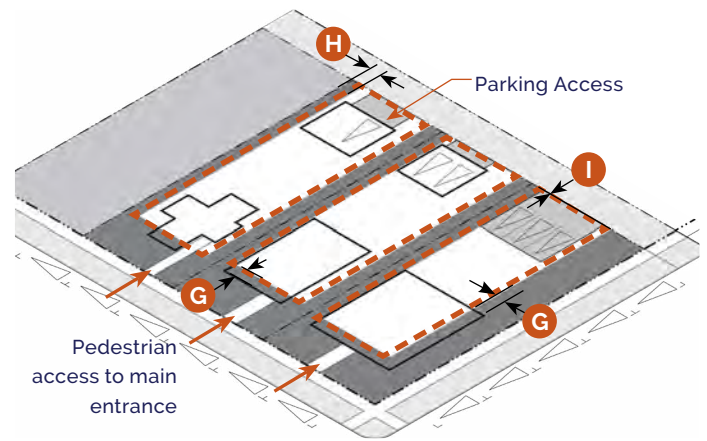 H
Parking Access
I
G
G
Pedestrian
access to main
entrance